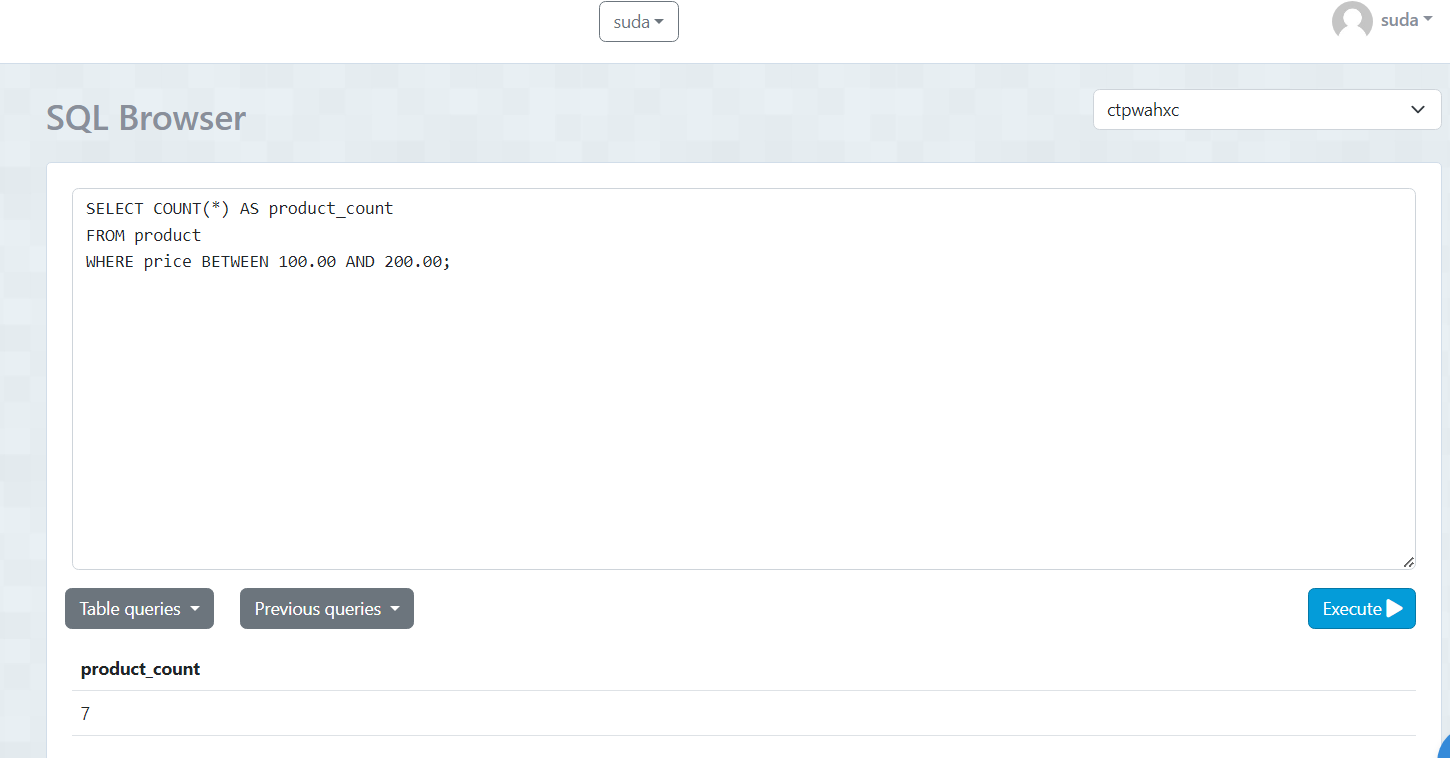 suda
suda
SQL Browser
ctpwahxc
SELECT COUNT(*) AS product_count
FROM product
WHERE price BETWEEN 100.00 AND 200.00;
Table queries
Previous queries
Execute
product_count
7